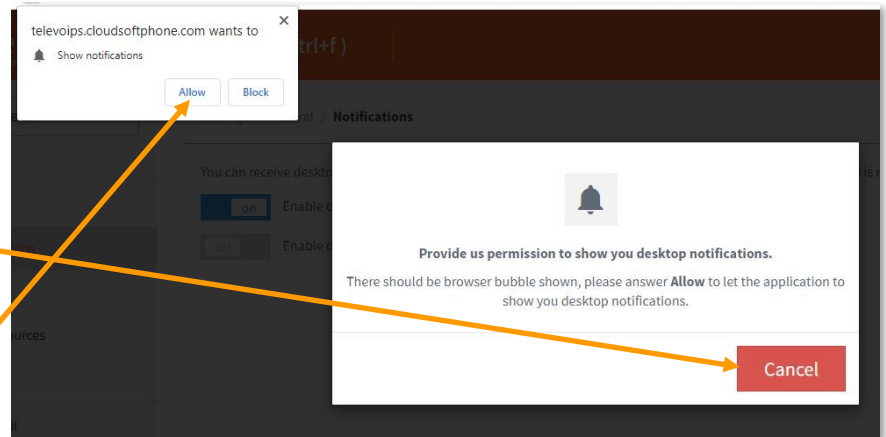 televoips.cloudsoftphone.com wants to
Show notifications
Allow
Block
trl+f )
/ Notifications
You can receive deskto
is
on
Enable d
off
Enable d
Provide us permission to show you desktop notifications.
There should be browser bubble shown, please answer Allow to let the application to
show you desktop notifications.
urces
Cancel